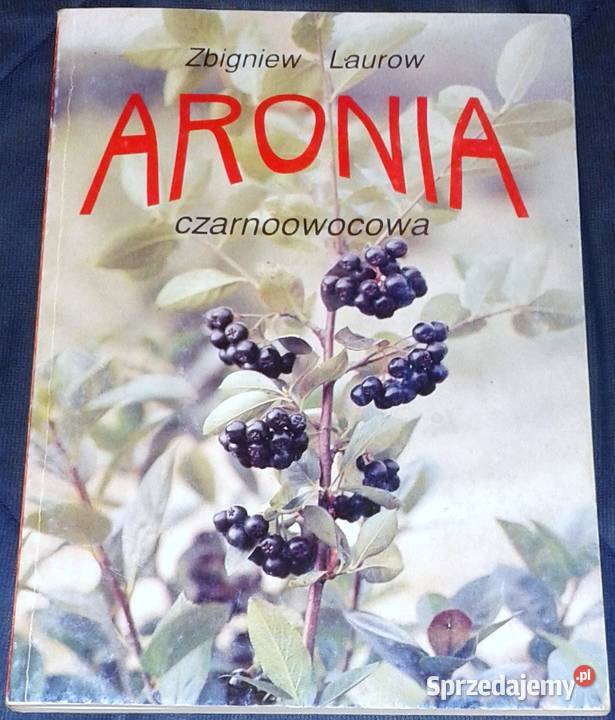 Zbigniew Laurow
ARONIA
czarnoowocowa
Sprzedajemy.pl